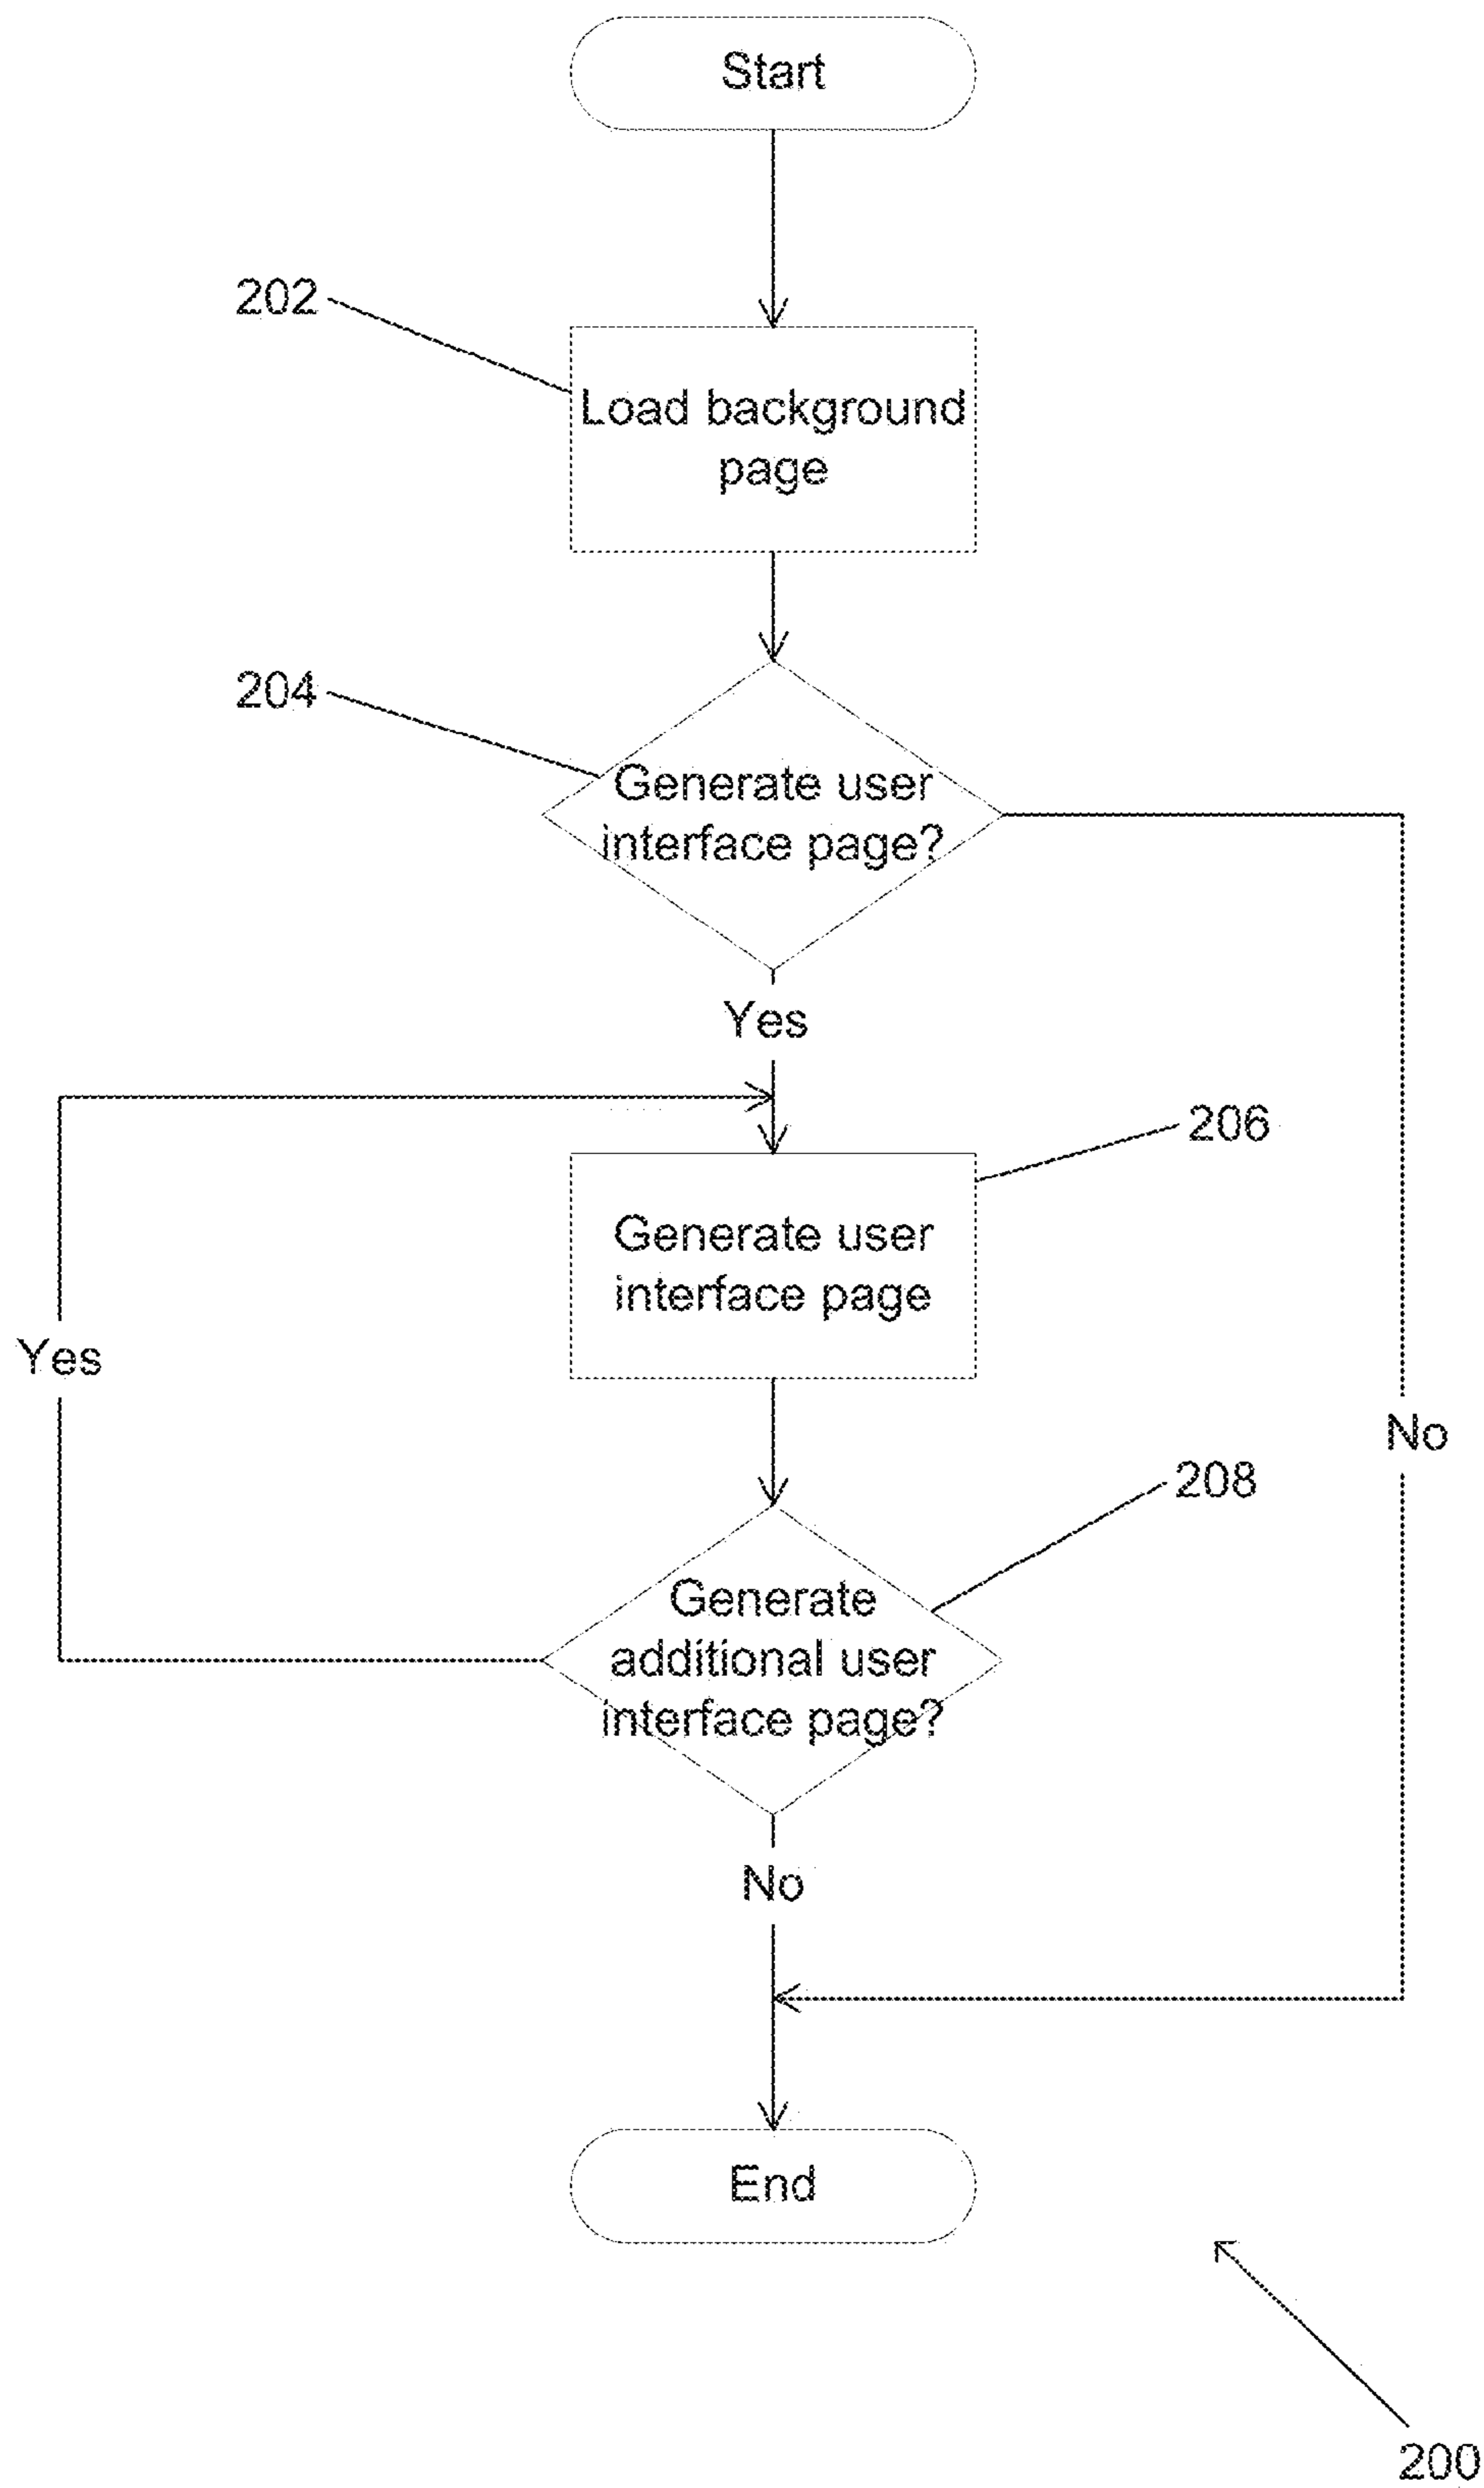 Start
202
Load background
page
204
Generate user
interface page?
Yes
206
Generate user
interface page
Yes
No
208
Generate
additional user
interface page?
No
End
200